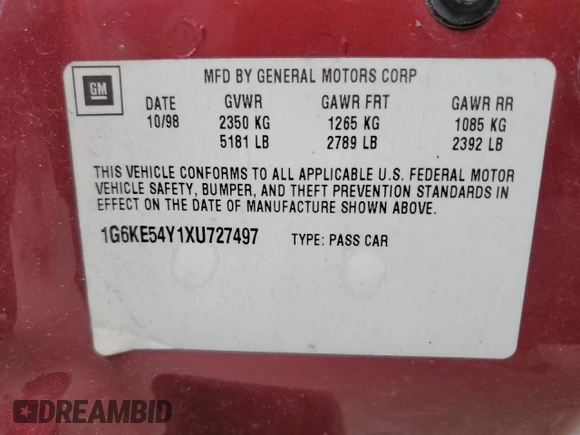 GM
MFD BY GENERAL MOTORS CORP
DATE GVWR GAWR FRT GAWR RR
10/98 2350 KG 1265 KG 1085 KG
5181 LB 2789 LB 2392 LB
THIS VEHICLE CONFORMS TO ALL APPLICABLE U.S. FEDERAL MOTOR
VEHICLE SAFETY, BUMPER, AND THEFT PREVENTION STANDARDS IN
EFFECT ON THE DATE OF MANUFACTURE SHOWN ABOVE.
1G6KE54Y1XU727497 TYPE: PASS CAR
DREAMBID